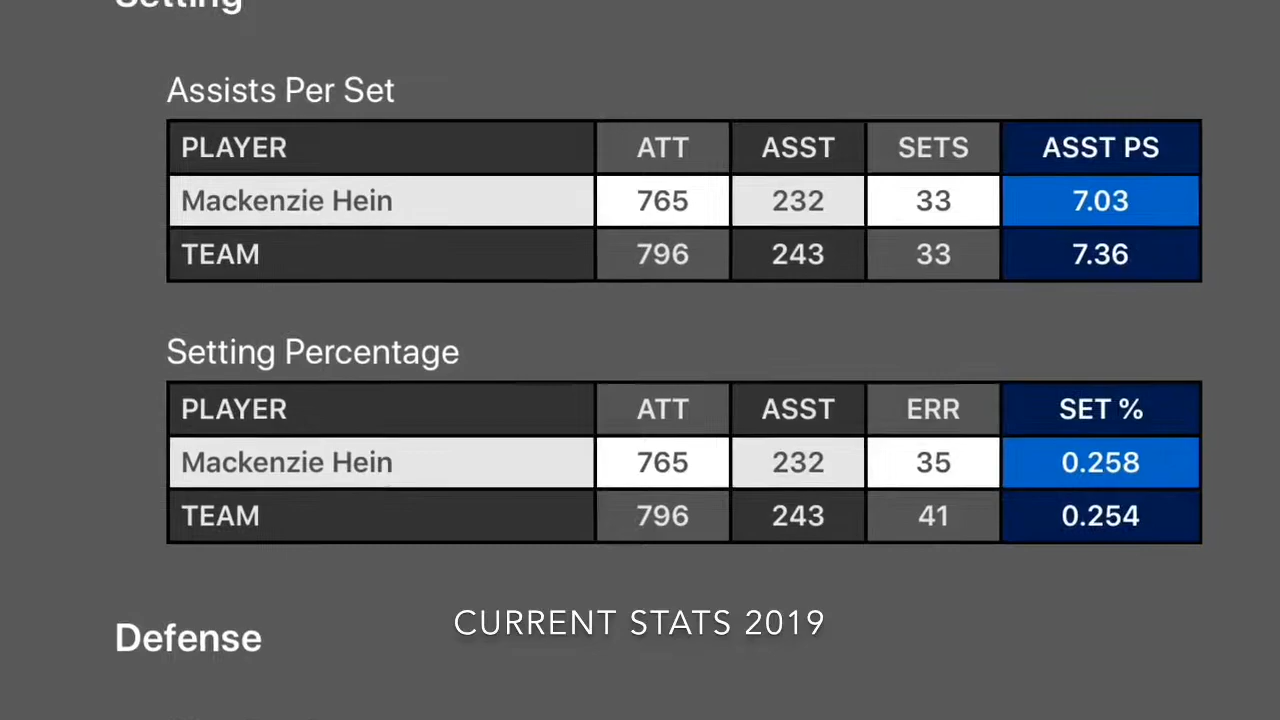 Setting
Assists Per Set
PLAYER ATT ASST SETS ASST PS
Mackenzie Hein 765 232 33 7.03
TEAM 796 243 33 7.36
Setting Percentage
PLAYER ATT ASST ERR SET %
Mackenzie Hein 765 232 35 0.258
TEAM 796 243 41 0.254
CURRENT STATS 2019
Defense